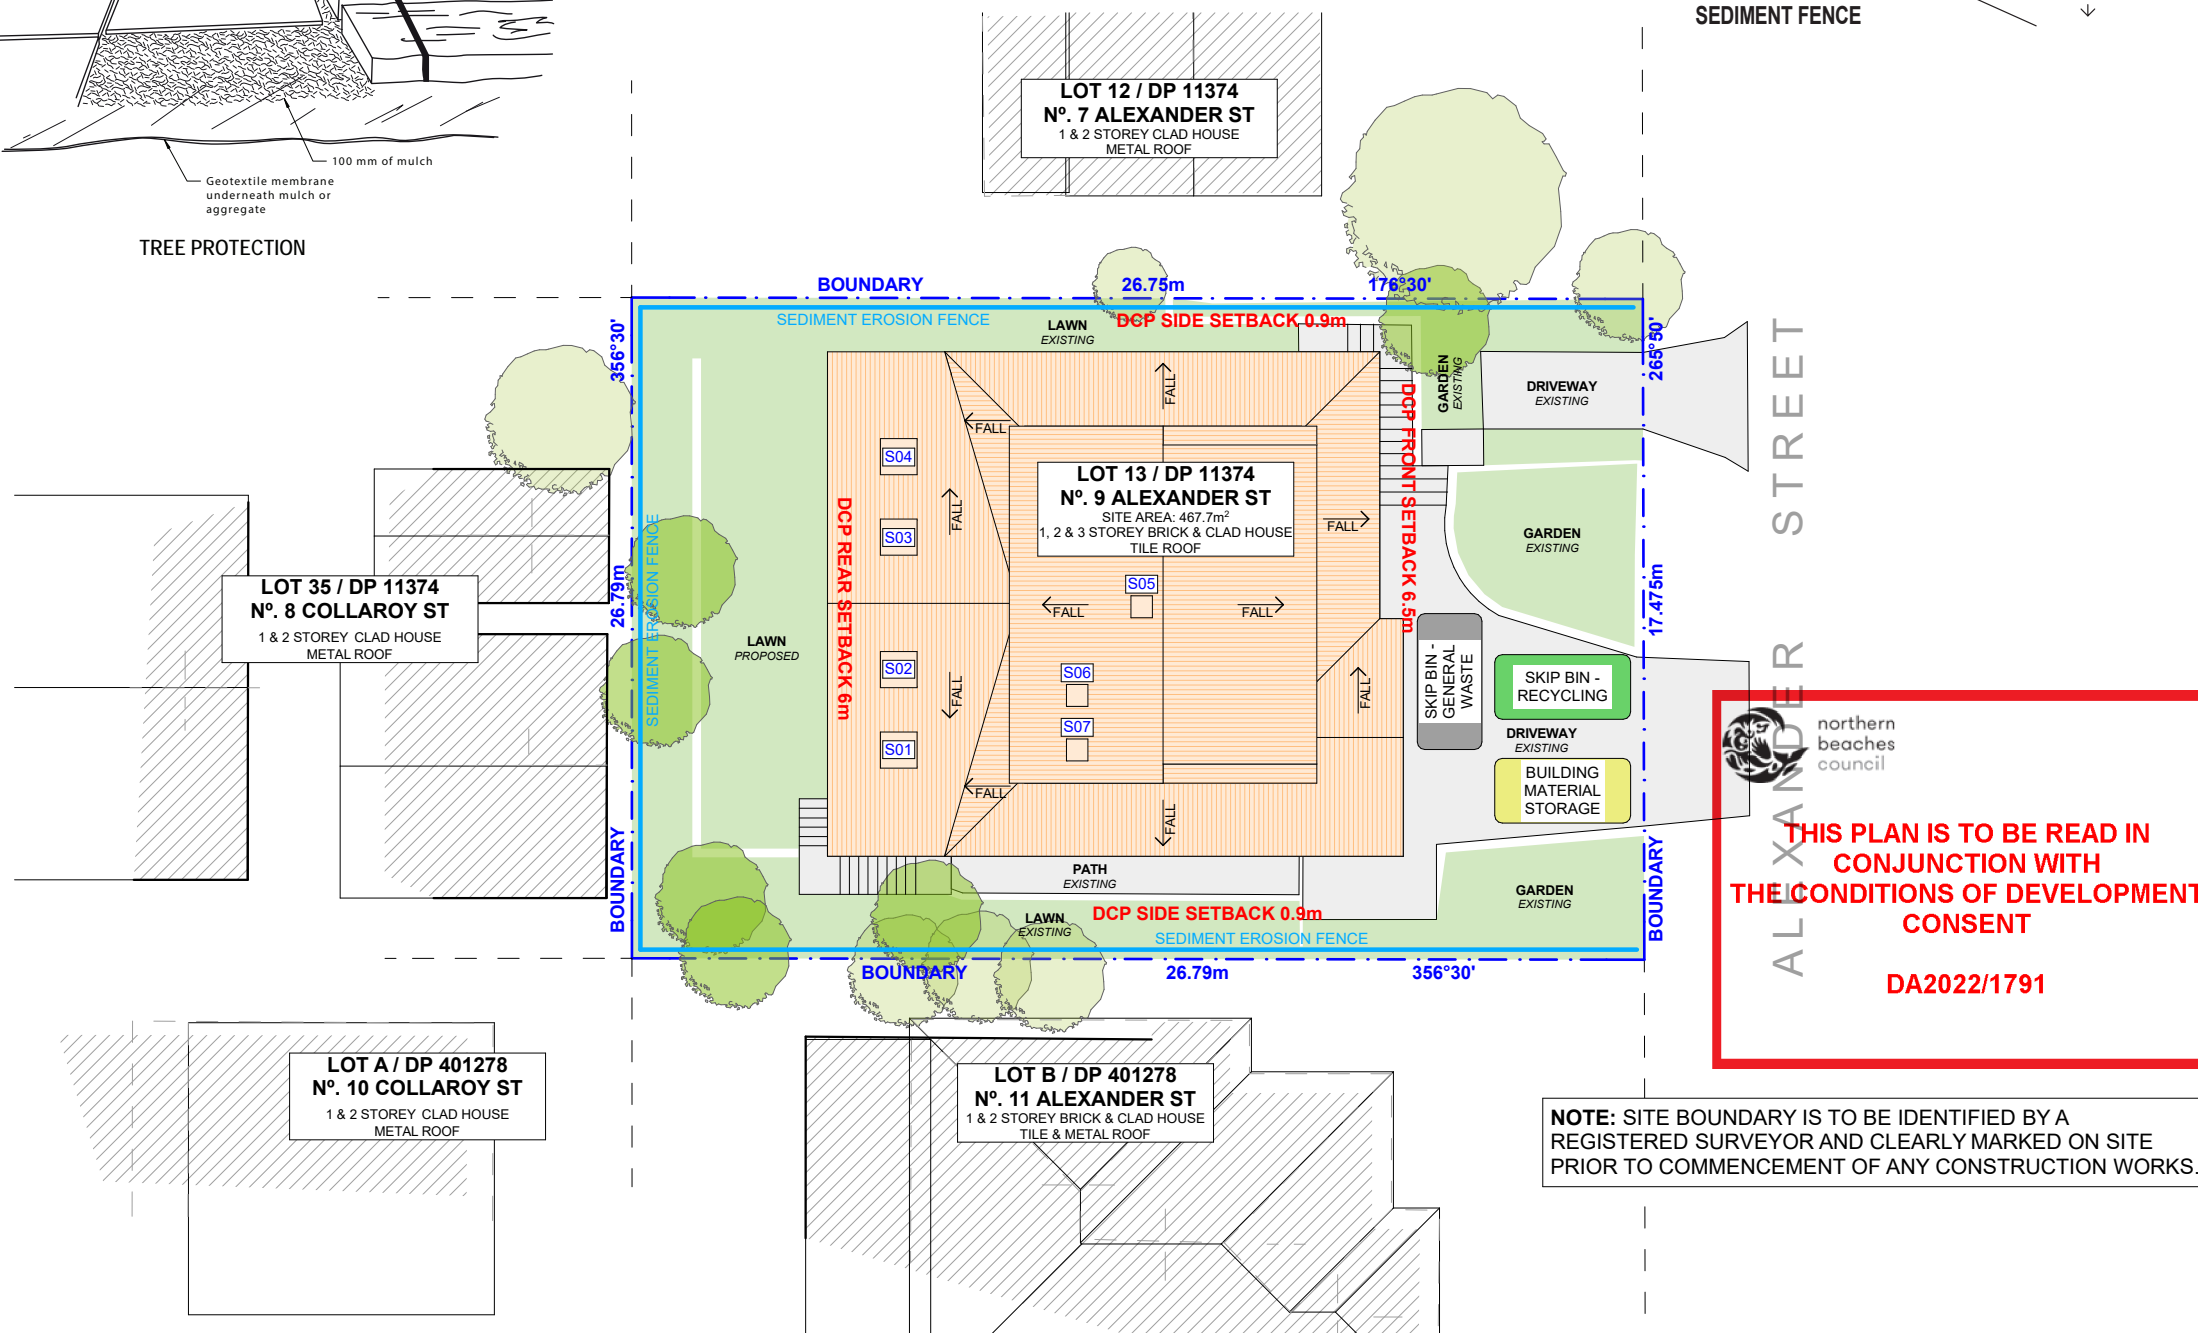 SEDIMENT FENCE
100 mm of mulch
Geotextile membrane
underneath mulch or
aggregate
TREE PROTECTION
LOT 12 / DP 11374
Nº. 7 ALEXANDER ST
1 & 2 STOREY CLAD HOUSE
METAL ROOF
BOUNDARY
26.75m
176°30'
SEDIMENT EROSION FENCE
LAWN
EXISTING
DCP SIDE SETBACK 0.9m
356°30'
265°50'
GARDEN
EXISTING
DRIVEWAY
EXISTING
FALL
FALL
S04
S03
FALL
LOT 13 / DP 11374
Nº. 9 ALEXANDER ST
SITE AREA: 467.7m²
1, 2 & 3 STOREY BRICK & CLAD HOUSE
TILE ROOF
FALL
DCP FRONT SETBACK 6.5m
GARDEN
EXISTING
ALEXANDER STREET
DCP REAR SETBACK 6m
SEDIMENT EROSION FENCE
26.79m
17.475m
LOT 35 / DP 11374
Nº. 8 COLLAROY ST
1 & 2 STOREY CLAD HOUSE
METAL ROOF
S05
FALL
FALL
LAWN
PROPOSED
S02
S06
FALL
FALL
S07
S01
SKIP BIN -
GENERAL
WASTE
SKIP BIN -
RECYCLING
DRIVEWAY
EXISTING
BUILDING
MATERIAL
STORAGE
FALL
FALL
BOUNDARY
BOUNDARY
PATH
EXISTING
GARDEN
EXISTING
LAWN
EXISTING
DCP SIDE SETBACK 0.9m
SEDIMENT EROSION FENCE
BOUNDARY
26.79m
356°30'
northern
beaches
council
THIS PLAN IS TO BE READ IN
CONJUNCTION WITH
THE CONDITIONS OF DEVELOPMENT
CONSENT
DA2022/1791
LOT A / DP 401278
Nº. 10 COLLAROY ST
1 & 2 STOREY CLAD HOUSE
METAL ROOF
LOT B / DP 401278
Nº. 11 ALEXANDER ST
1 & 2 STOREY BRICK & CLAD HOUSE
TILE & METAL ROOF
NOTE: SITE BOUNDARY IS TO BE IDENTIFIED BY A
REGISTERED SURVEYOR AND CLEARLY MARKED ON SITE
PRIOR TO COMMENCEMENT OF ANY CONSTRUCTION WORKS.